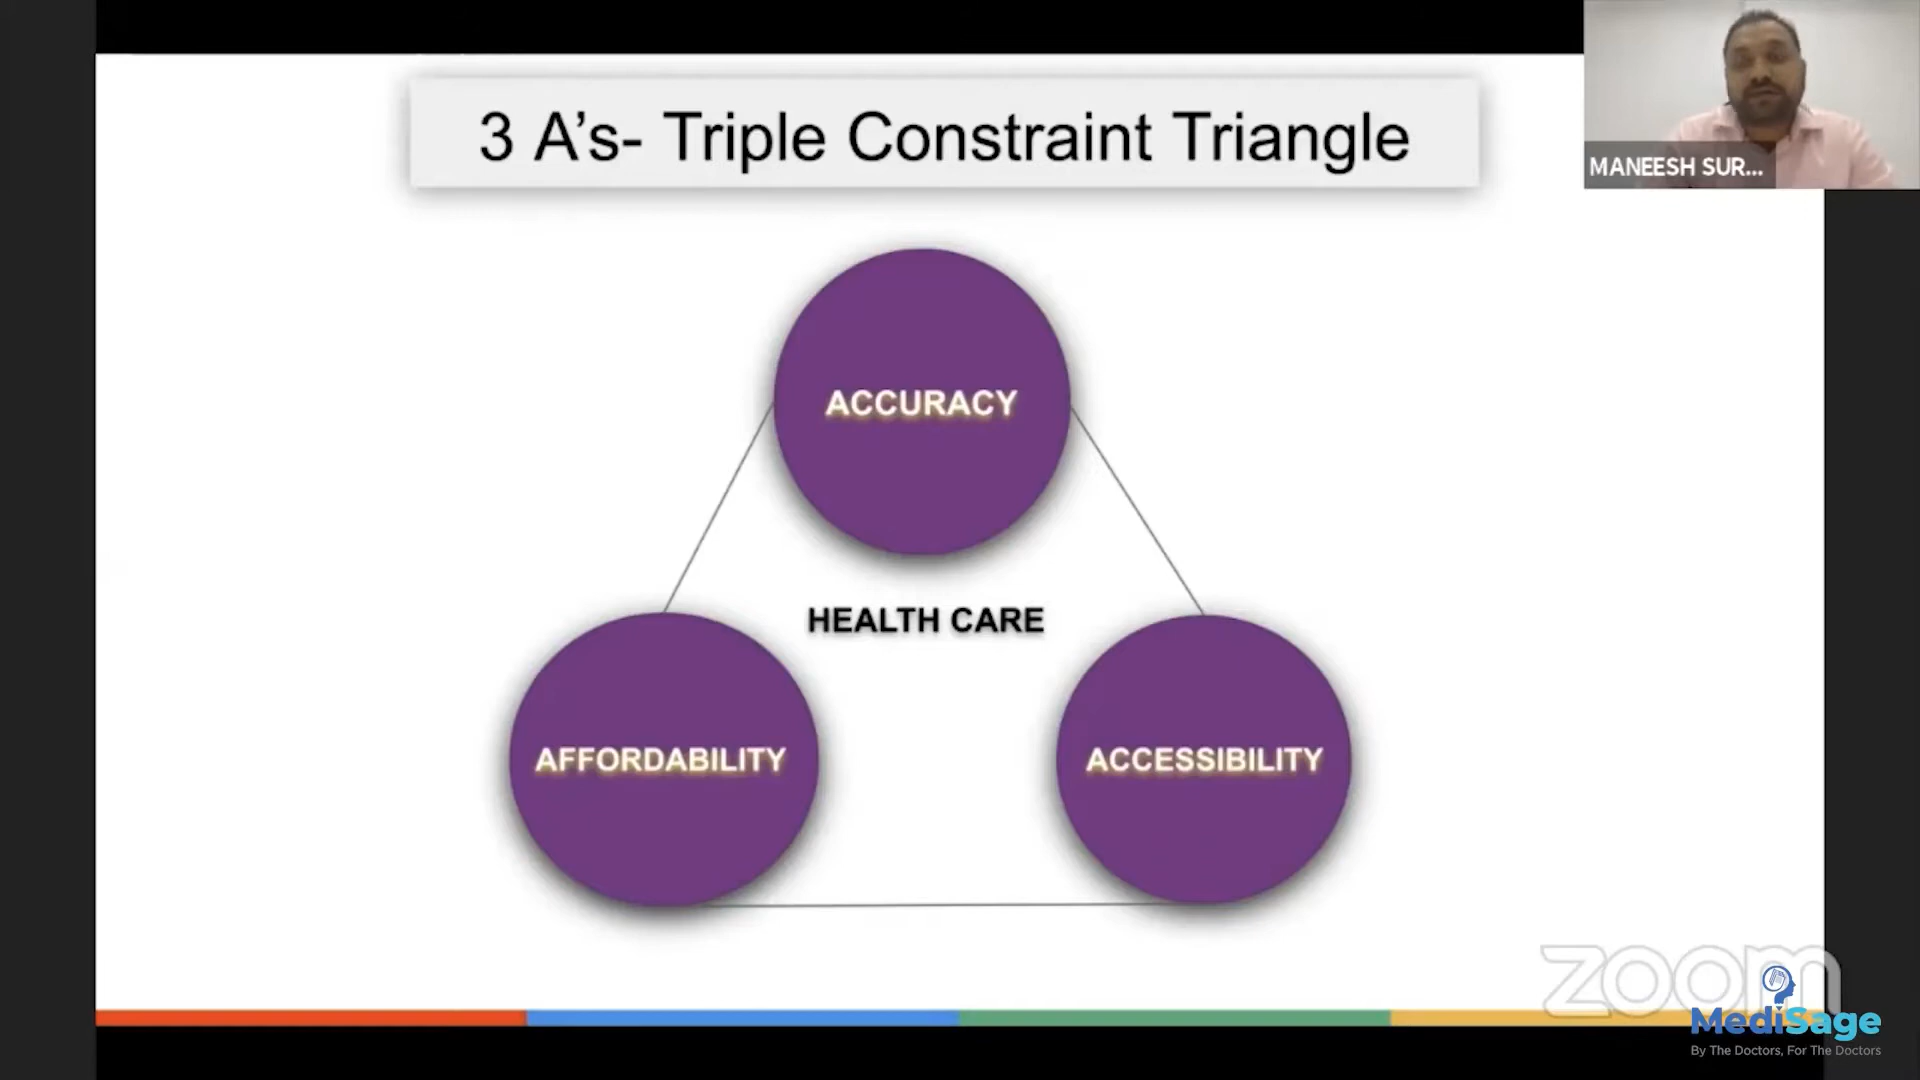 3 A's- Triple Constraint Triangle
MANEESH SUR...
ACCURACY
HEALTH CARE
AFFORDABILITY
ACCESSIBILITY
zoom
MediSage
By The Doctors, For The Doctors